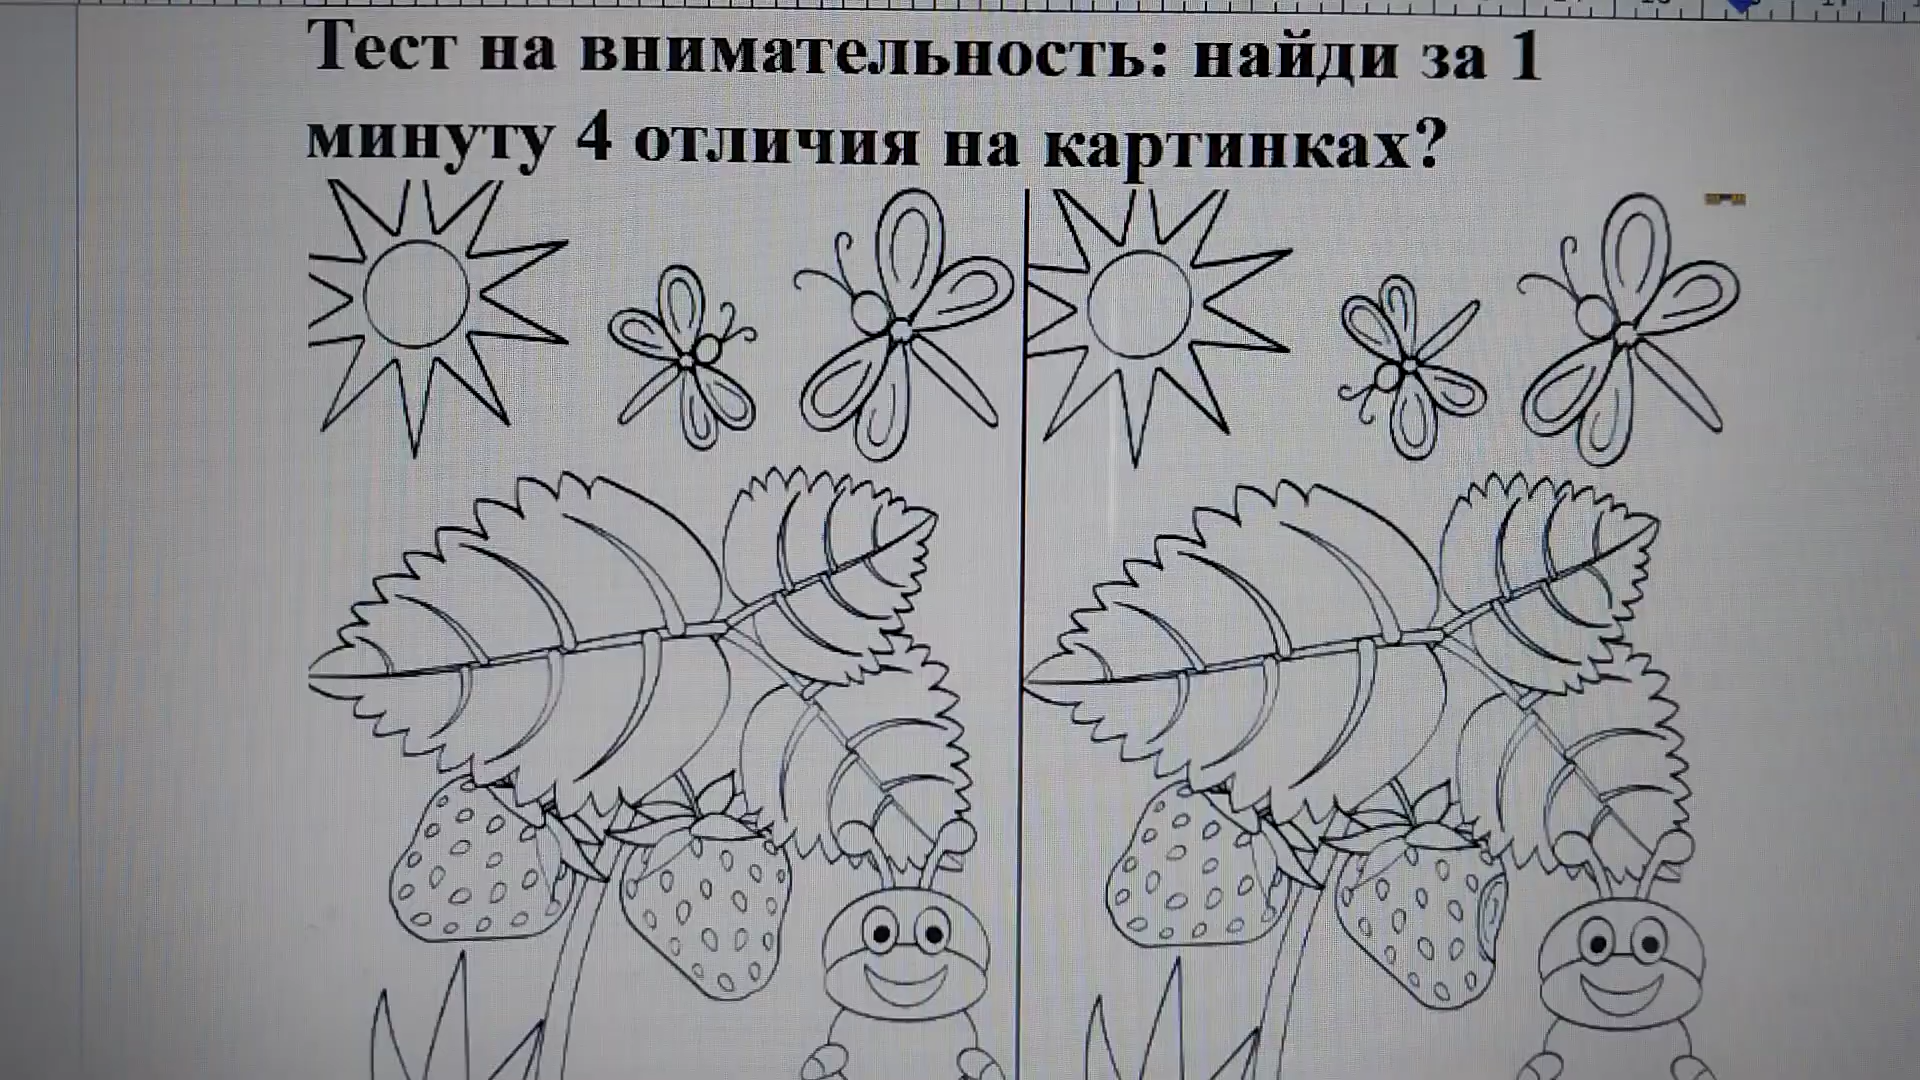 Тест на внимательность: найди за 1
минуту 4 отличия на картинках?